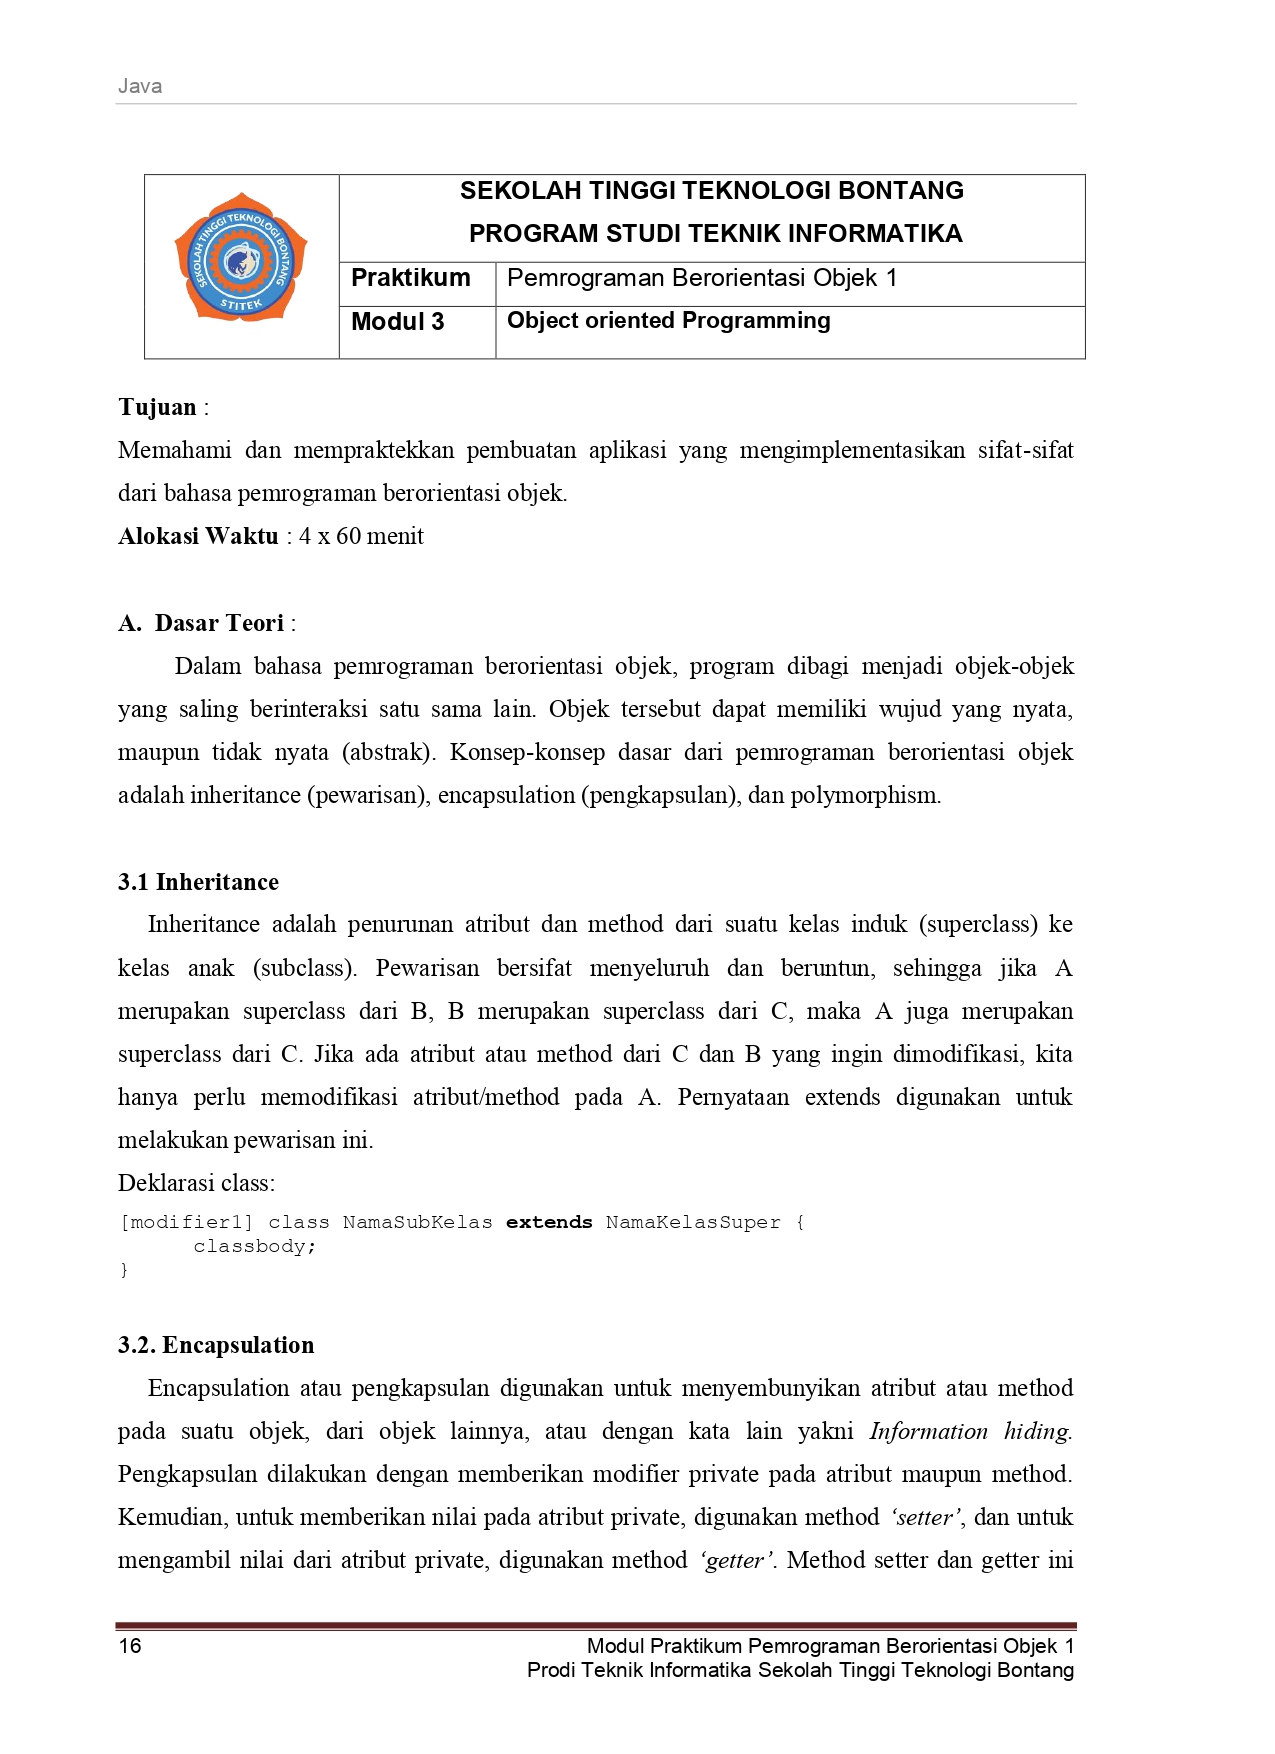 Java
SEKOLAH TINGGI TEKNOLOGI BONTANG
STITEK
SEKOLAH TINGGI TEKNOLOGI BONTANG
PROGRAM STUDI TEKNIK INFORMATIKA
Praktikum Pemrograman Berorientasi Objek 1
Modul 3 Object oriented Programming
Tujuan :
Memahami dan mempraktekkan pembuatan aplikasi yang mengimplementasikan sifat-sifat
dari bahasa pemrograman berorientasi objek.
Alokasi Waktu : 4 x 60 menit
A. Dasar Teori :
Dalam bahasa pemrograman berorientasi objek, program dibagi menjadi objek-objek
yang saling berinteraksi satu sama lain. Objek tersebut dapat memiliki wujud yang nyata,
maupun tidak nyata (abstrak). Konsep-konsep dasar dari pemrograman berorientasi objek
adalah inheritance (pewarisan), encapsulation (pengkapsulan), dan polymorphism.
3.1 Inheritance
Inheritance adalah penurunan atribut dan method dari suatu kelas induk (superclass) ke
kelas anak (subclass). Pewarisan bersifat menyeluruh dan beruntun, sehingga jika A
merupakan superclass dari B, B merupakan superclass dari C, maka A juga merupakan
superclass dari C. Jika ada atribut atau method dari C dan B yang ingin dimodifikasi, kita
hanya perlu memodifikasi atribut/method pada A. Pernyataan extends digunakan untuk
melakukan pewarisan ini.
Deklarasi class:
[modifier1] class NamaSubKelas extends NamaKelasSuper {
classbody;
}
3.2. Encapsulation
Encapsulation atau pengkapsulan digunakan untuk menyembunyikan atribut atau method
pada suatu objek, dari objek lainnya, atau dengan kata lain yakni Information hiding.
Pengkapsulan dilakukan dengan memberikan modifier private pada atribut maupun method.
Kemudian, untuk memberikan nilai pada atribut private, digunakan method ‘setter’, dan untuk
mengambil nilai dari atribut private, digunakan method ‘getter’. Method setter dan getter ini
16 Modul Praktikum Pemrograman Berorientasi Objek 1
Prodi Teknik Informatika Sekolah Tinggi Teknologi Bontang